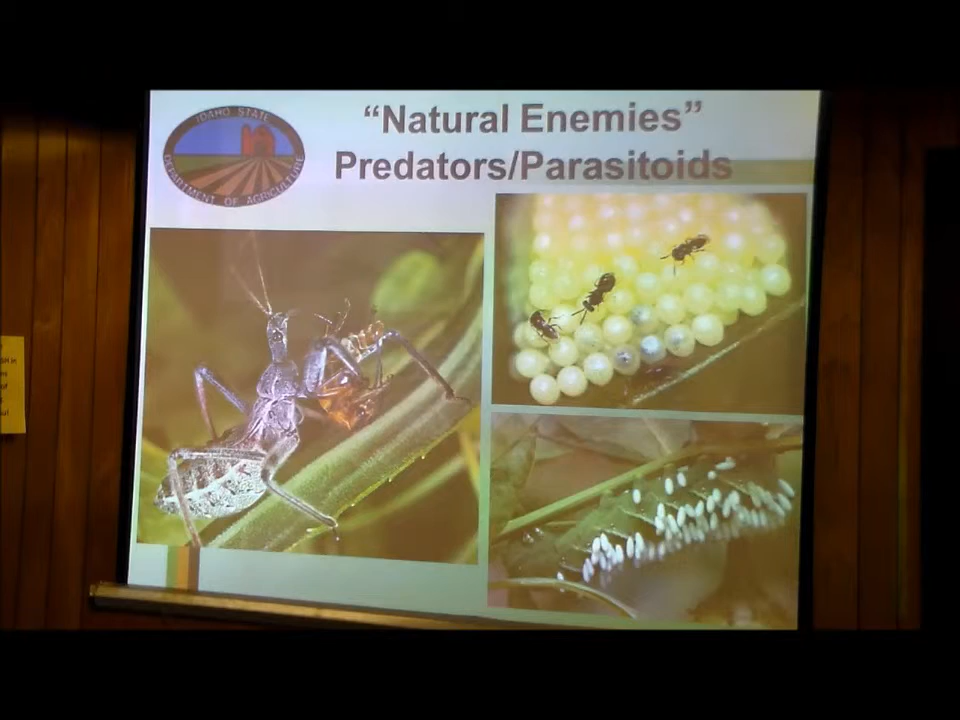 IDAHO STATE
DEPARTMENT OF AGRICULTURE
“Natural Enemies”
Predators/Parasitoids